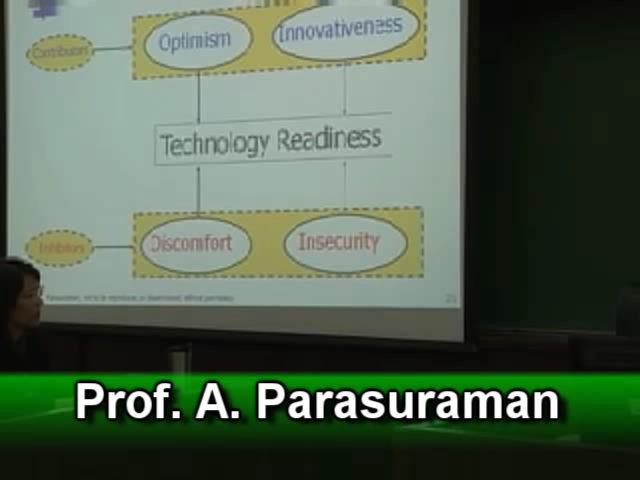 Optimism
Innovativeness
Contributors
Technology Readiness
Discomfort
Insecurity
Inhibitors
Prof. A. Parasuraman